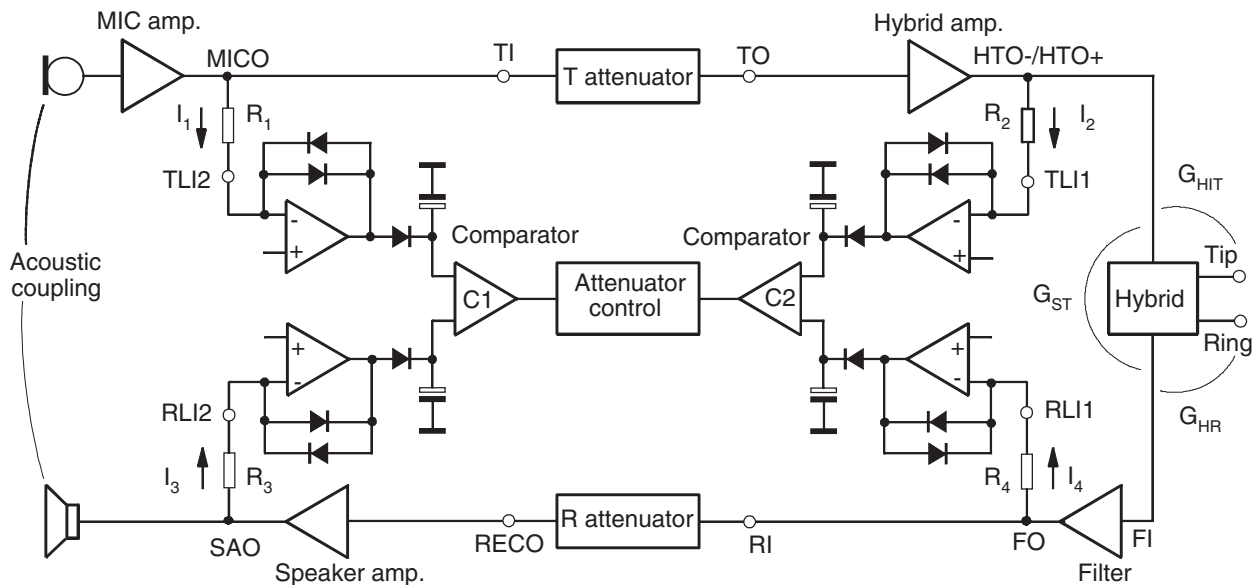 MIC amp.
Hybrid amp.
MICO
TI
T attenuator
TO
HTO-/HTO+
I1
R1
R2
I2
TLI2
TLI1
GHIT
-
+
-
+
Comparator
Comparator
Acoustic
coupling
C1
Attenuator
control
C2
GST
Hybrid
Tip
Ring
+
-
+
-
RLI2
RLI1
GHR
I3
R3
R4
I4
SAO
Speaker amp.
RECO
R attenuator
RI
FO
FI
Filter